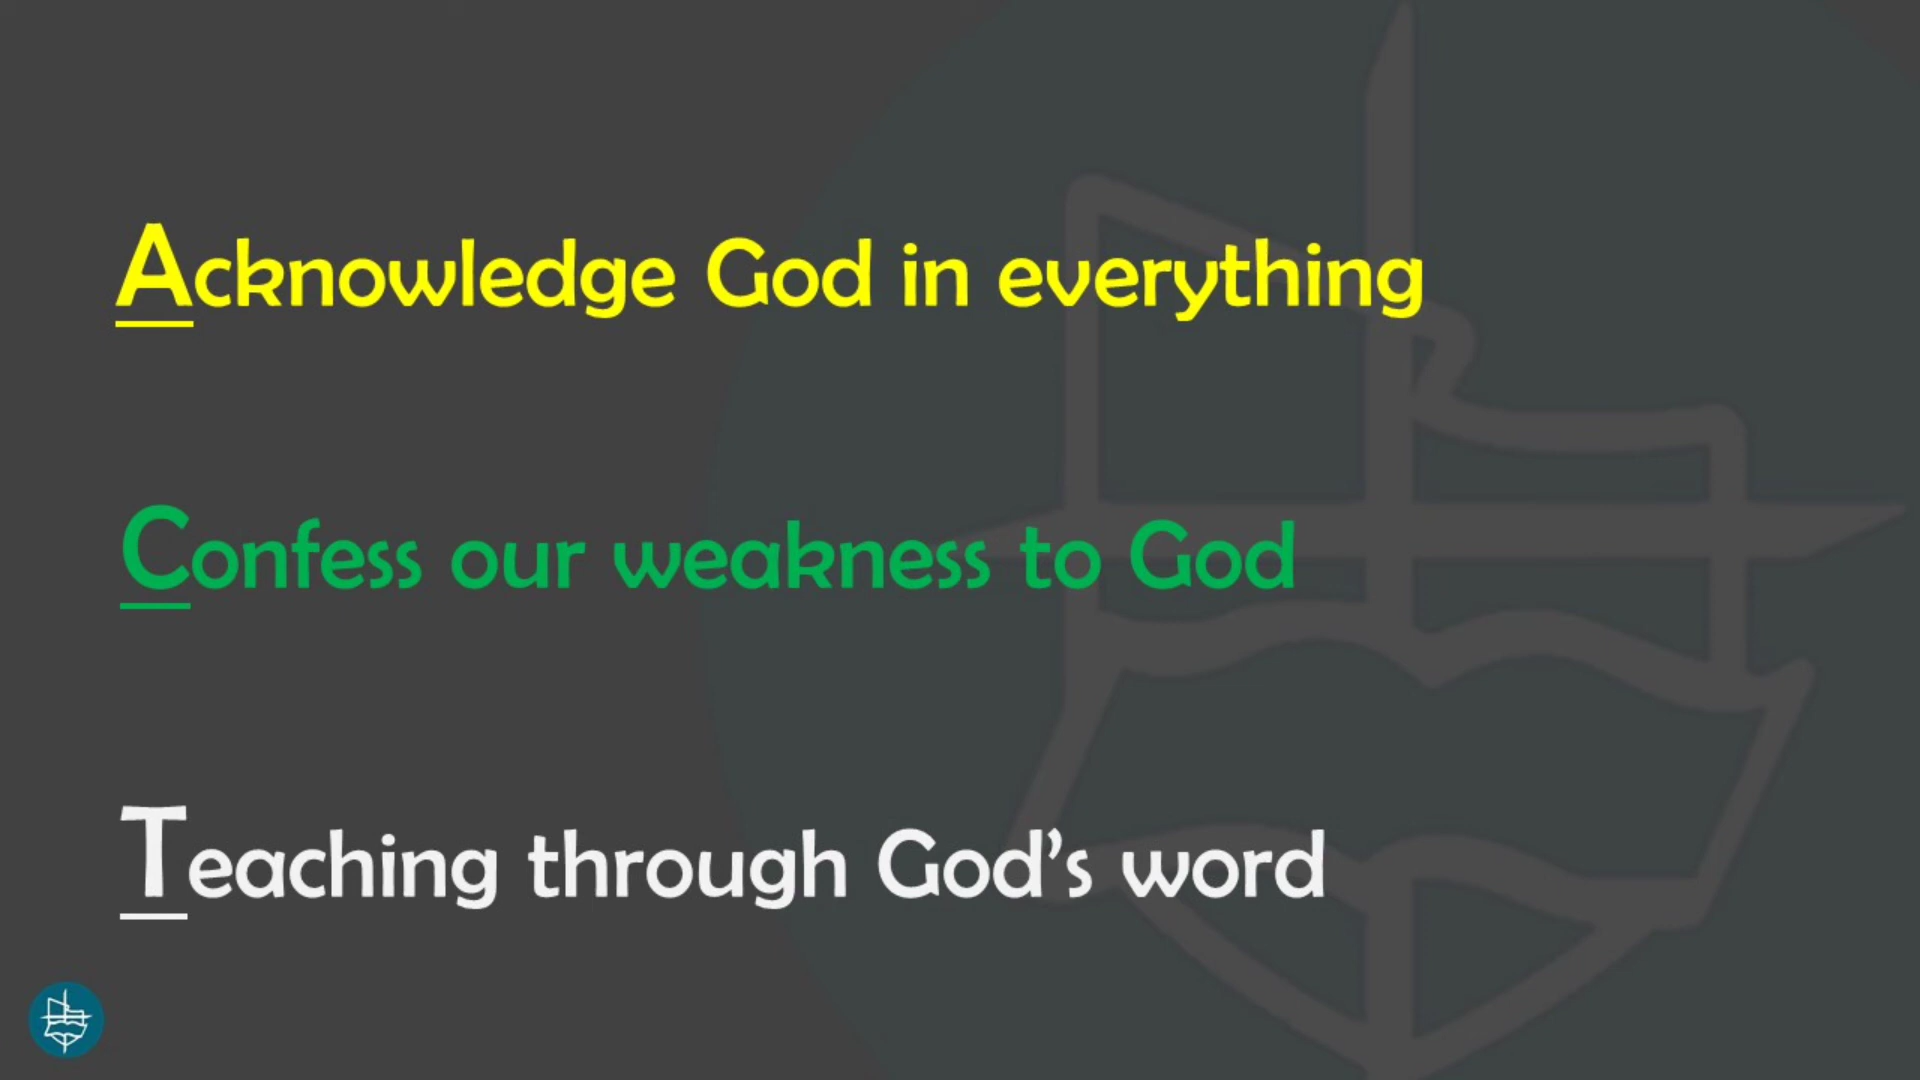 Acknowledge God in everything
Confess our weakness to God
Teaching through God’s word